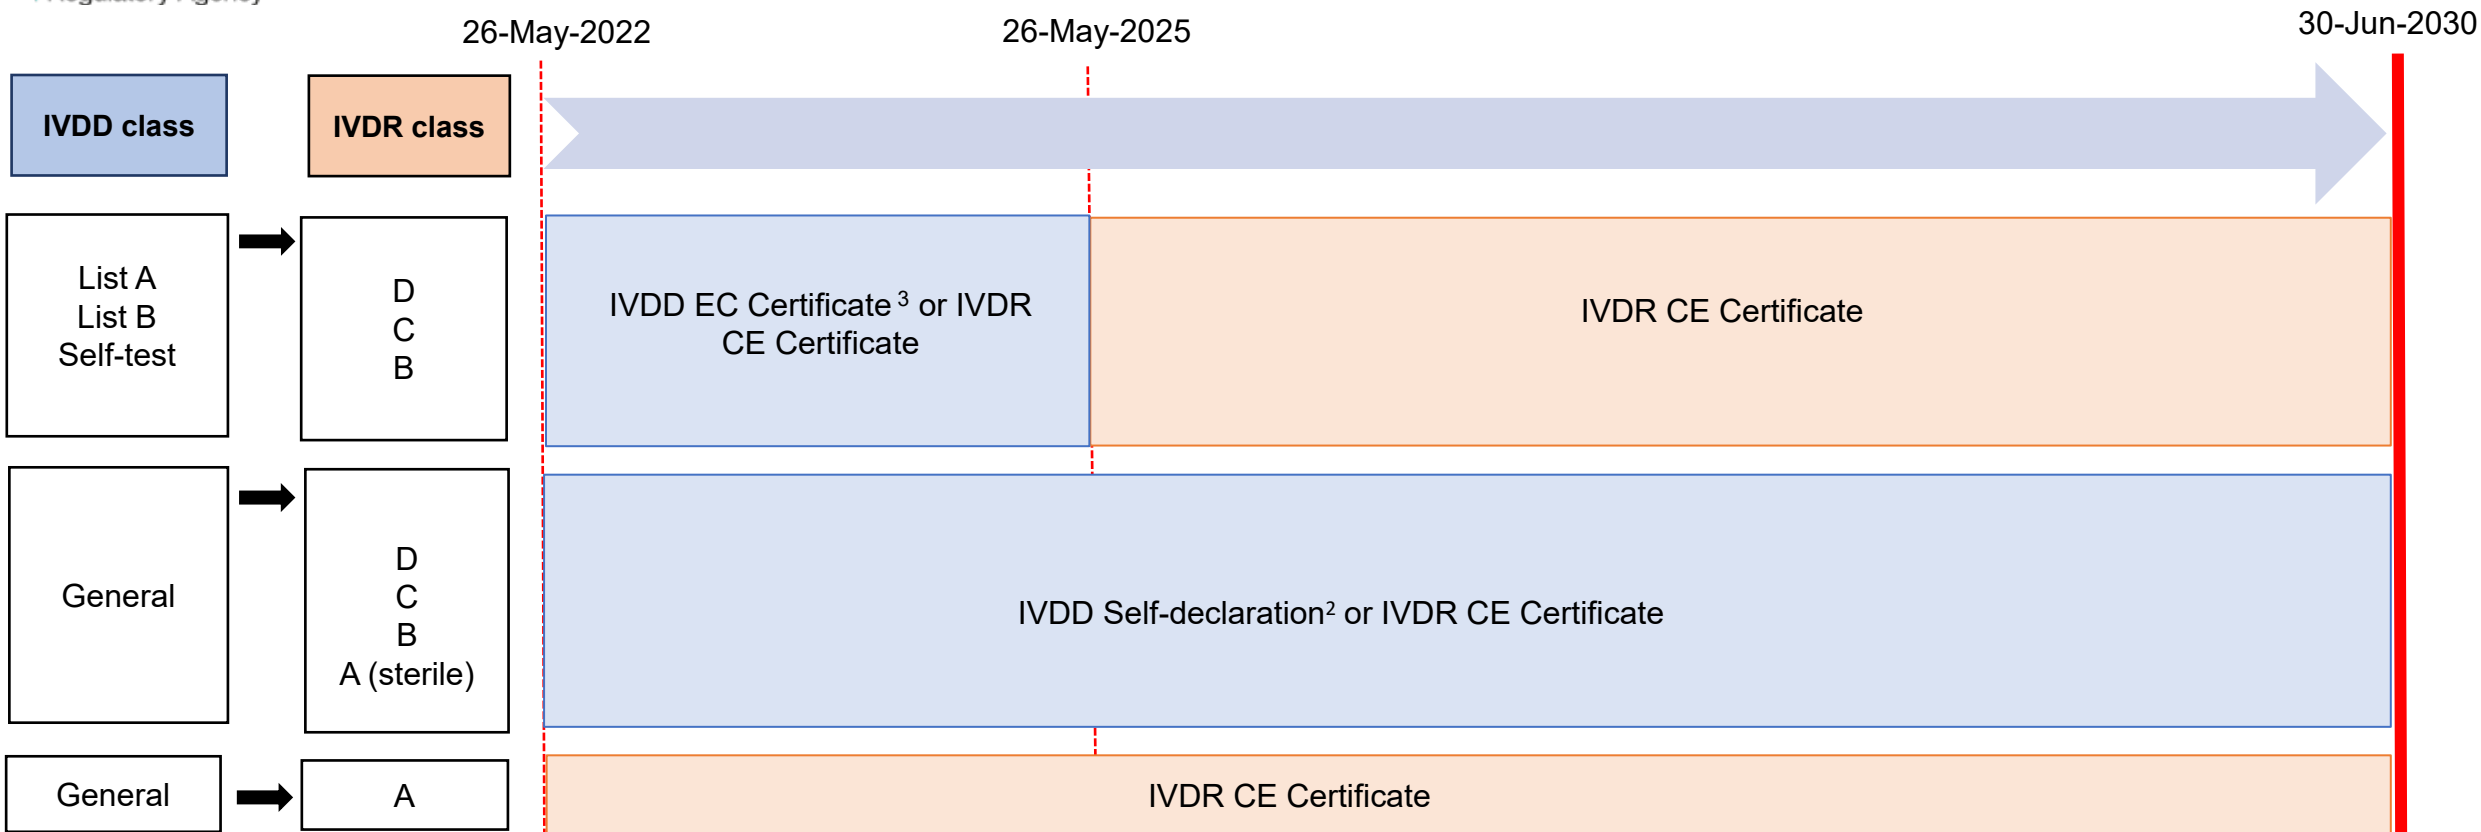 Regulatory Agency
26-May-2022
26-May-2025
30-Jun-2030
IVDD class
IVDR class
List A
List B
Self-test
D
C
B
IVDD EC Certificate 3 or IVDR
CE Certificate
IVDR CE Certificate
General
D
C
B
A (sterile)
IVDD Self-declaration2 or IVDR CE Certificate
General
A
IVDR CE Certificate